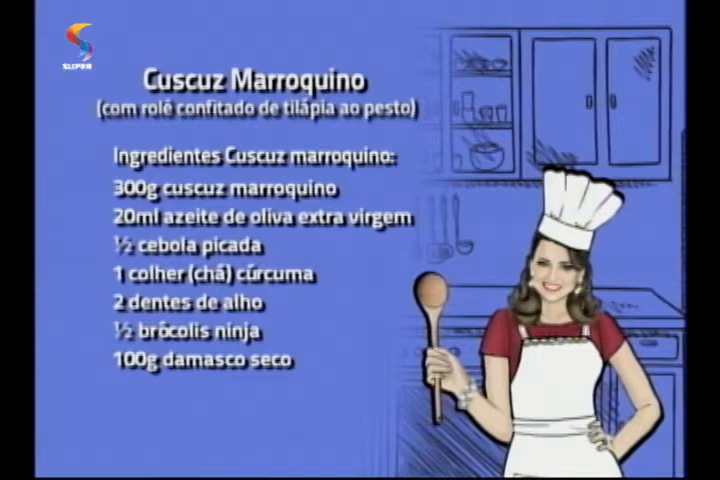 SUPER
Cuscuz Marroquino
(com rolê confitado de tilápia ao pesto)
Ingredientes Cuscuz marroquino:
300g cuscuz marroquino
20ml azeite de oliva extra virgem
½ cebola picada
1 colher (chá) cúrcuma
2 dentes de alho
½ brócolis ninja
100g damasco seco